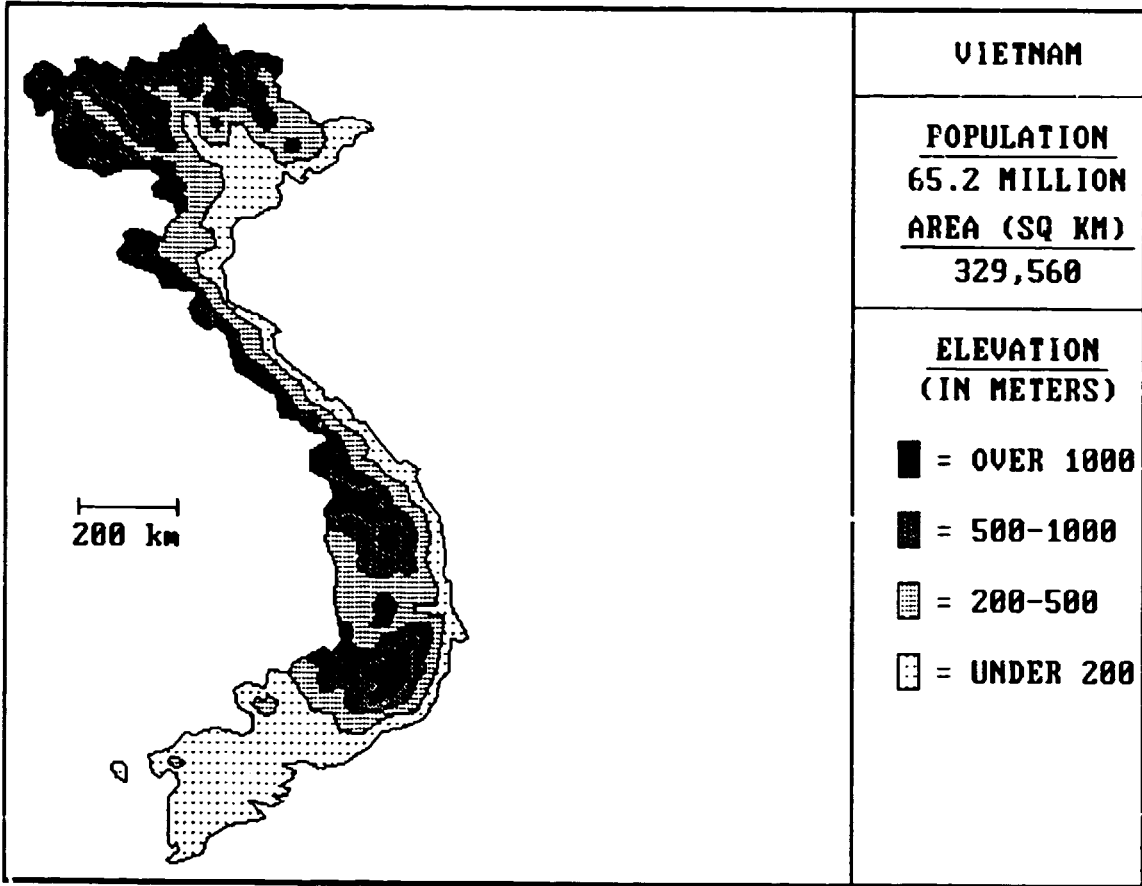 VIETNAM
POPULATION
65.2 MILLION
AREA (SQ KM)
329,560
ELEVATION
(IN METERS)
= OVER 1000
= 500-1000
= 200-500
= UNDER 200
200 km